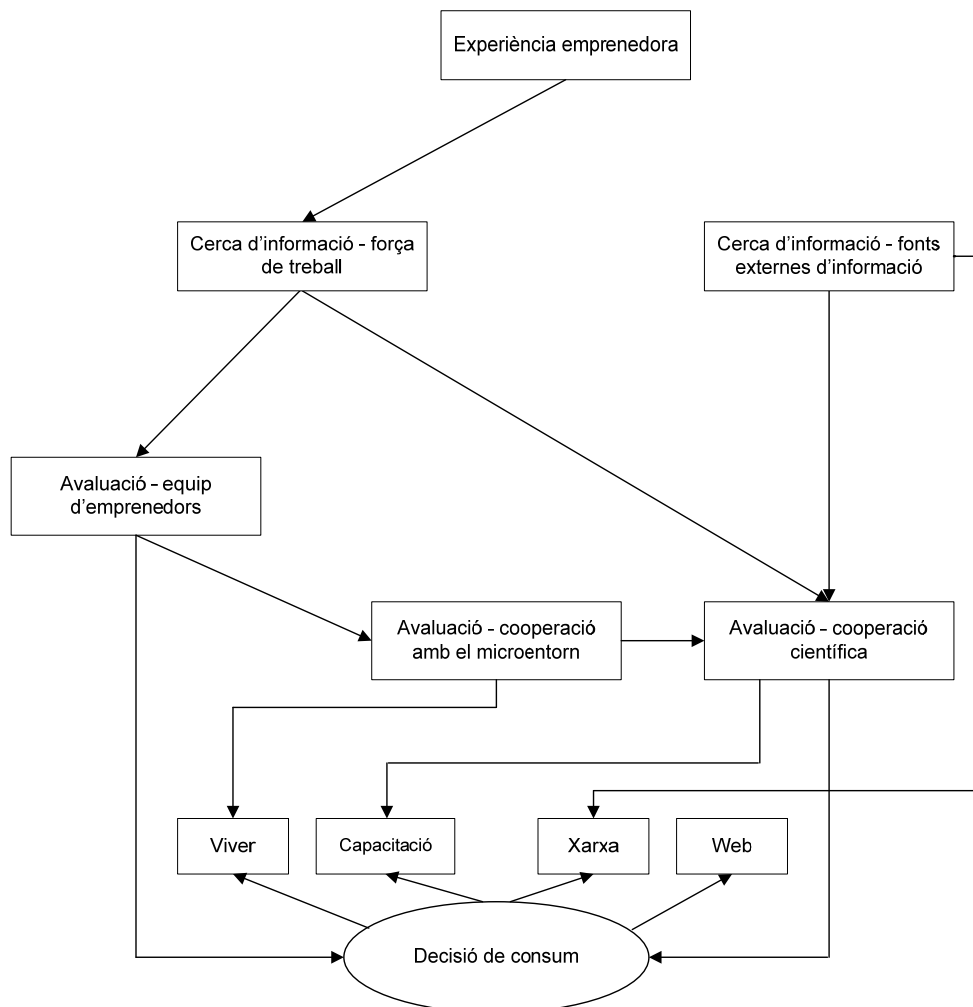 Experiència emprenedora
Cerca d’informació - força
de treball
Cerca d’informació - fonts
externes d’informació
Avaluació - equip
d’emprenedors
Avaluació - cooperació
amb el microentorn
Avaluació - cooperació
científica
Viver
Capacitació
Xarxa
Web
Decisió de consum